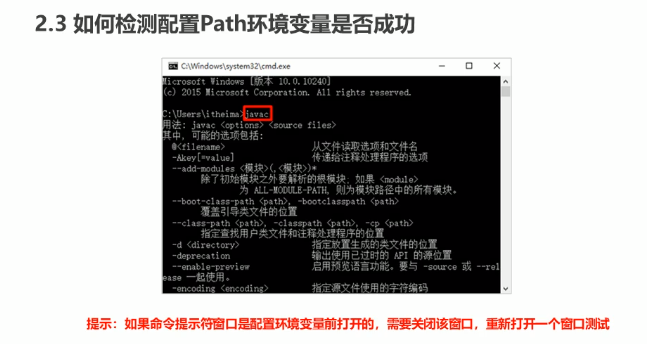 2.3 如何检测配置Path环境变量是否成功
C:\Windows\system32\cmd.exe
Microsoft Windows [版本 10.0.10240]
(c) 2015 Microsoft Corporation. All rights reserved.
C:\Users\itheima>javac
用法: javac <options> <source files>
其中, 可能的选项包括:
@<filename> 从文件读取选项和文件名
-Akey[=value] 传递给注释处理程序的选项
--add-modules <模块>(,<模块>)*
除了初始模块之外要解析的根模块; 如果 <module>
为 ALL-MODULE-PATH, 则为模块路径中的所有模块。
--boot-class-path <path>, -bootclasspath <path>
覆盖引导类文件的位置
--class-path <path>, -classpath <path>, -cp <path>
指定查找用户类文件和注释处理程序的位置
-d <directory> 指定放置生成的类文件的位置
-deprecation 输出使用已过时的 API 的源位置
--enable-preview 启用预览语言功能。要与 -source 或 --rel
ease 一起使用。
-encoding <encoding> 指定源文件使用的字符编码
提示：如果命令提示符窗口是配置环境变量前打开的，需要关闭该窗口，重新打开一个窗口测试